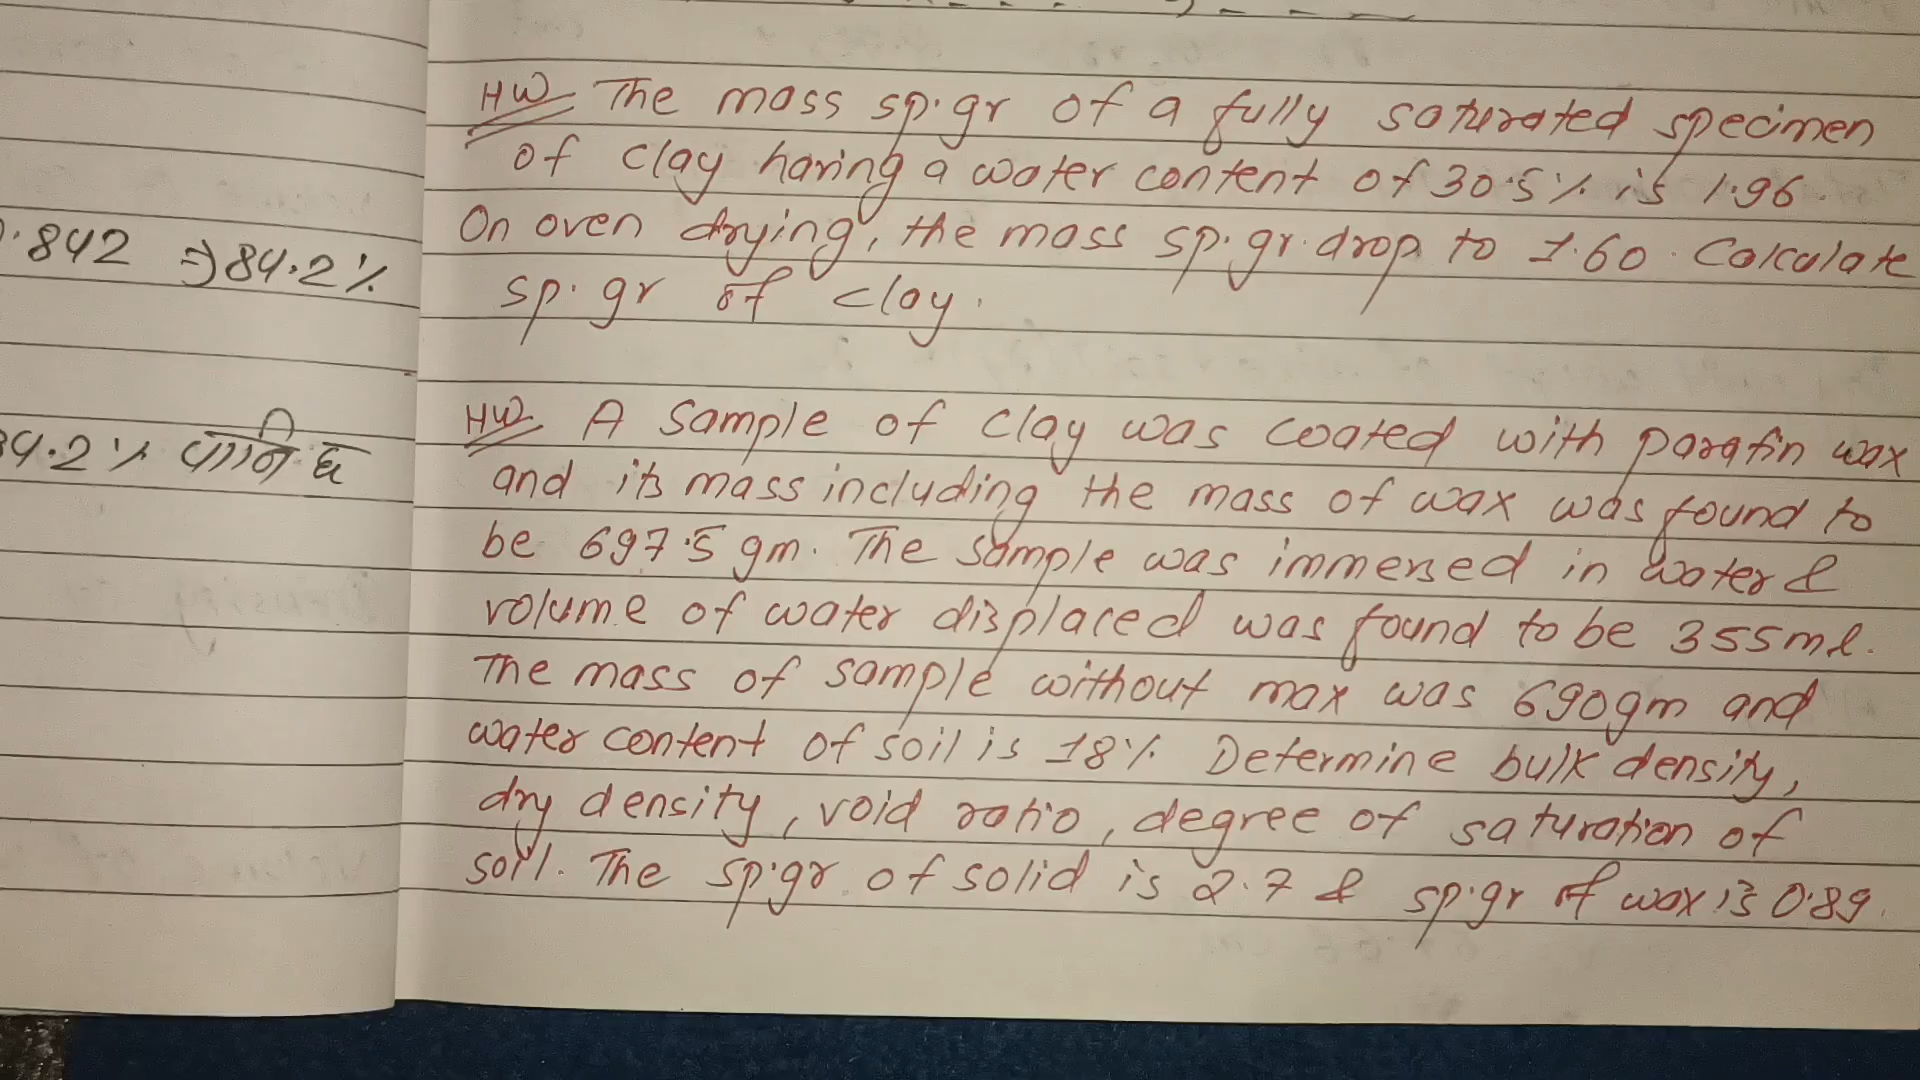 0.842 ⇒ 84.2%
84.2%
HW The mass sp.gr of a fully saturated specimen
of clay having a water content of 30.5% is 1.96.
On oven drying, the mass sp.gr. drop to 1.60. Calculate
sp.gr of clay.
HW A sample of clay was coated with parafin wax
and its mass including the mass of wax was found to
be 697.5 gm. The sample was immersed in water &
volume of water displaced was found to be 355ml.
The mass of sample without max was 690gm and
water content of soil is 18%. Determine bulk density,
dry density, void ratio, degree of saturation of
soil. The sp.gr. of solid is 2.7 & sp.gr of wax is 0.89.